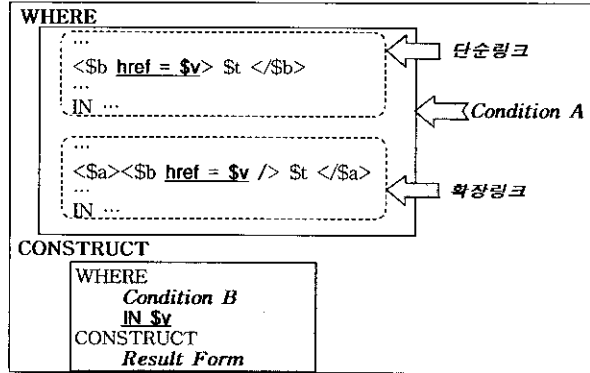 WHERE
...
<$b href = $v> $t </$b>
...
IN ...
단순링크
Condition A
...
<$a><$b href = $v /> $t </$a>
...
IN ...
확장링크
CONSTRUCT
WHERE
Condition B
IN $v
CONSTRUCT
Result Form